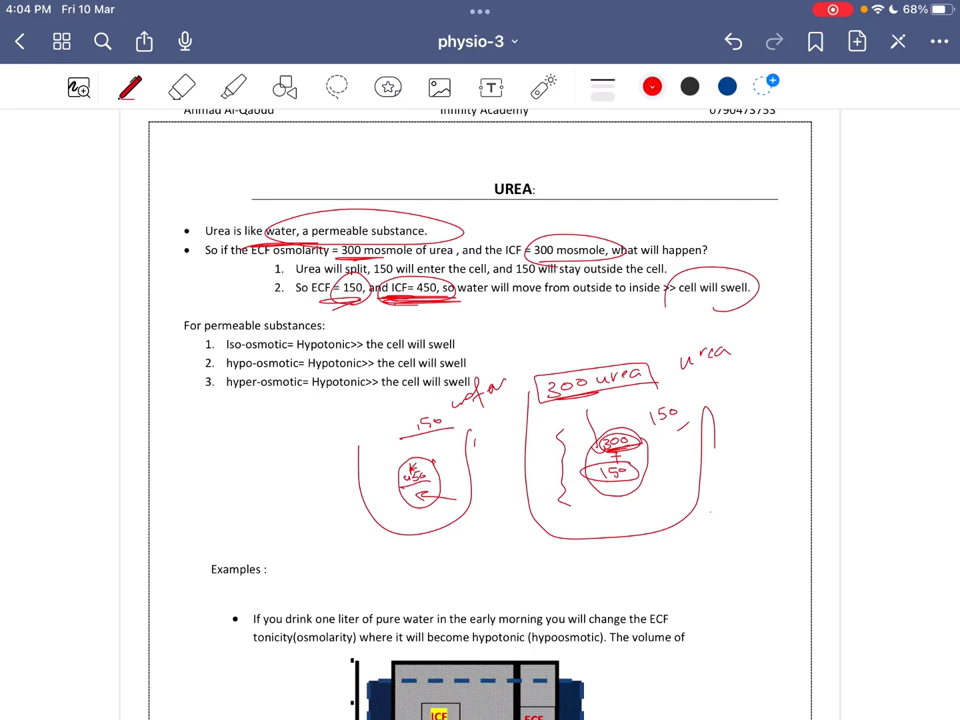 4:04 PM Fri 10 Mar
68%
physio-3
Ahmad Al-Qaoud Infinity Academy 0790473753
UREA:
• Urea is like water, a permeable substance.
• So if the ECF osmolarity = 300 mosmole of urea , and the ICF = 300 mosmole, what will happen?
1. Urea will split, 150 will enter the cell, and 150 will stay outside the cell.
2. So ECF = 150, and ICF= 450, so water will move from outside to inside >> cell will swell.
For permeable substances:
1. Iso-osmotic= Hypotonic>> the cell will swell
2. hypo-osmotic= Hypotonic>> the cell will swell
3. hyper-osmotic= Hypotonic>> the cell will swell
urea
300 urea
150
150
300
+
150
450
Examples :
• If you drink one liter of pure water in the early morning you will change the ECF
tonicity(osmolarity) where it will become hypotonic (hypoosmotic). The volume of
ICF
ECF